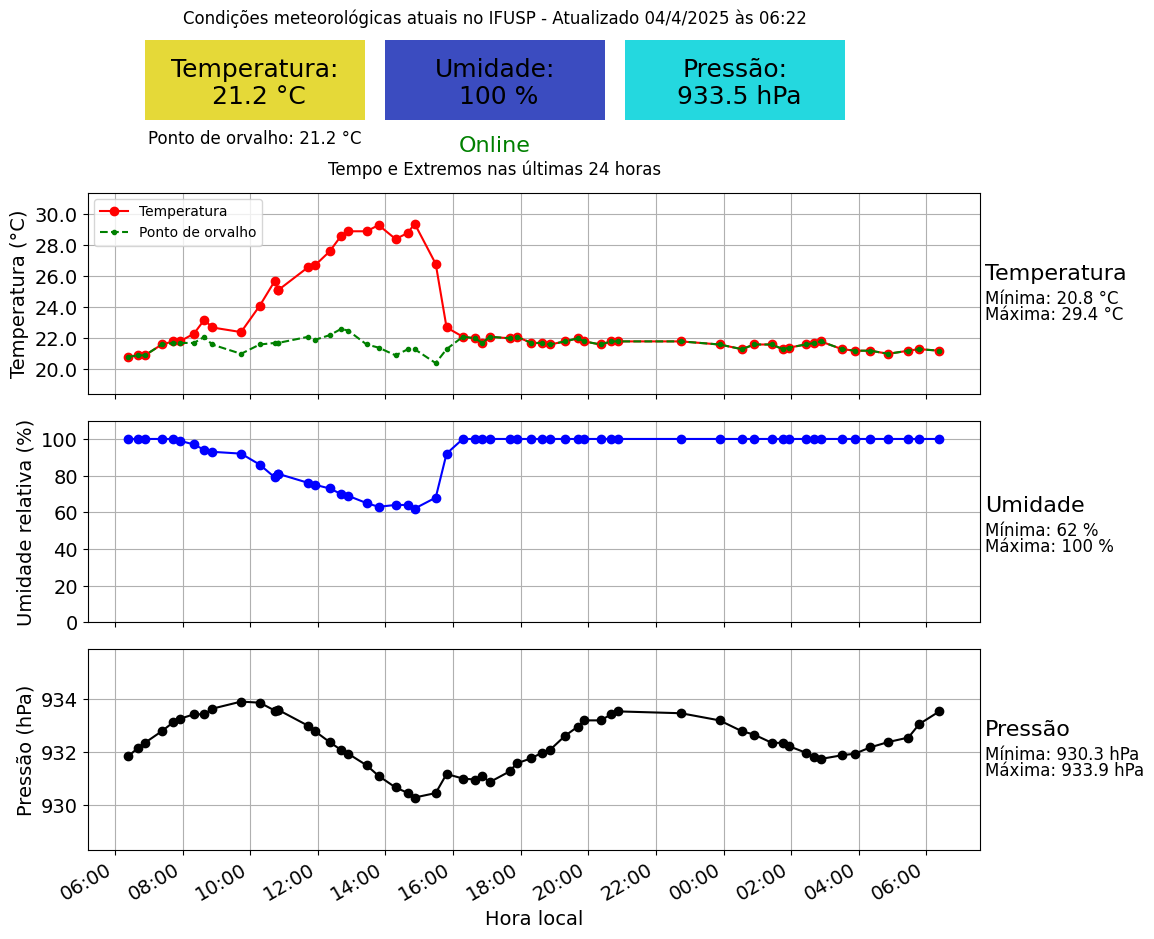 Condições meteorológicas atuais no IFUSP - Atualizado 04/4/2025 às 06:22
Temperatura:
21.2 °C
Umidade:
100 %
Pressão:
933.5 hPa
Ponto de orvalho: 21.2 °C
Online
Tempo e Extremos nas últimas 24 horas
Temperatura
Ponto de orvalho
Temperatura (°C)
30.0
28.0
26.0
24.0
22.0
20.0
Temperatura
Mínima: 20.8 °C
Máxima: 29.4 °C
Umidade relativa (%)
100
80
60
40
20
0
Umidade
Mínima: 62 %
Máxima: 100 %
Pressão (hPa)
934
932
930
Pressão
Mínima: 930.3 hPa
Máxima: 933.9 hPa
06:00
08:00
10:00
12:00
14:00
16:00
18:00
20:00
22:00
00:00
02:00
04:00
06:00
Hora local